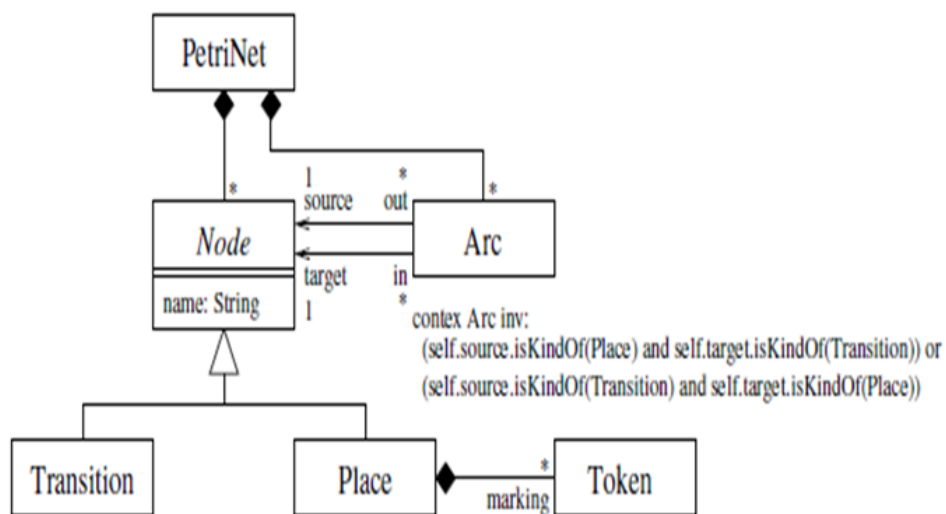 PetriNet
*
*
1
*
source
out
Node
Arc
target
in
name: String
1
*
contex Arc inv:
(self.source.isKindOf(Place) and self.target.isKindOf(Transition)) or
(self.source.isKindOf(Transition) and self.target.isKindOf(Place))
Transition
Place
*
marking
Token